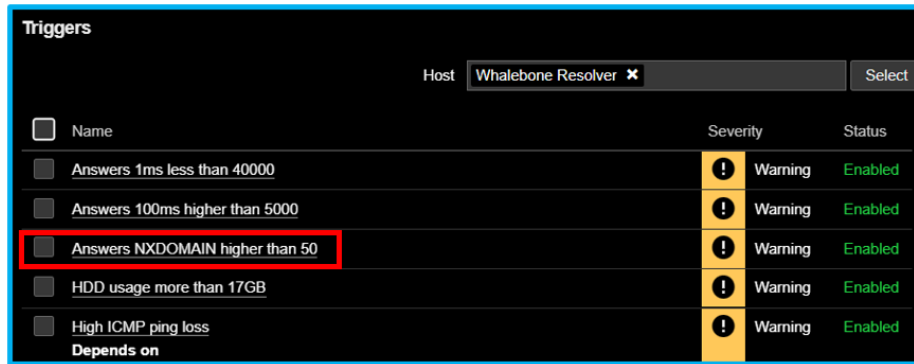 Triggers
Host Whalebone Resolver ✖ Select
Name Severity Status
Answers 1ms less than 40000 Warning Enabled
Answers 100ms higher than 5000 Warning Enabled
Answers NXDOMAIN higher than 50 Warning Enabled
HDD usage more than 17GB Warning Enabled
High ICMP ping loss Warning Enabled
Depends on